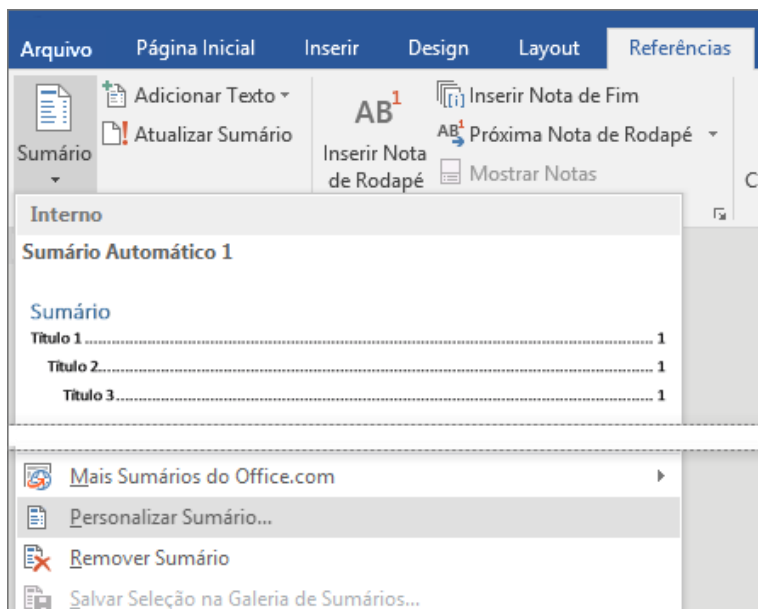 Arquivo Página Inicial Inserir Design Layout Referências
Sumário
Adicionar Texto
Atualizar Sumário
AB1
Inserir Nota
de Rodapé
[i] Inserir Nota de Fim
AB1 Próxima Nota de Rodapé
Mostrar Notas
C
Interno
Sumário Automático 1
Sumário
Título 1 1
Título 2 1
Título 3 1
Mais Sumários do Office.com
Personalizar Sumário...
Remover Sumário
Salvar Seleção na Galeria de Sumários...